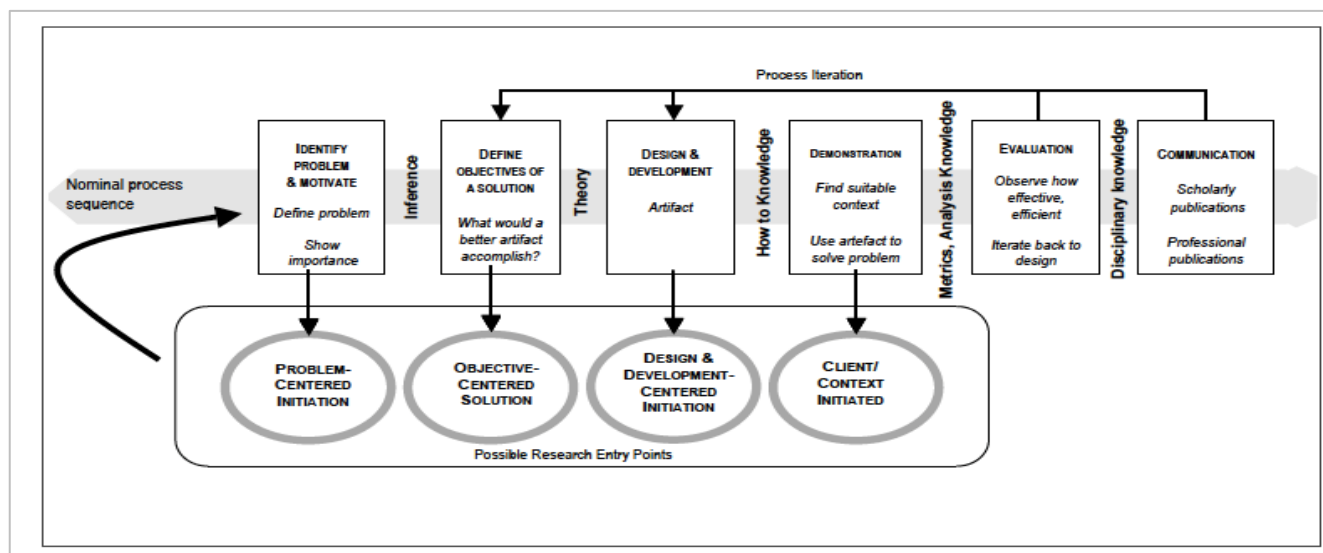 Process Iteration
Nominal process
sequence
IDENTIFY
PROBLEM
& MOTIVATE
Define problem
Show
importance
Inference
DEFINE
OBJECTIVES OF
A SOLUTION
What would a
better artifact
accomplish?
Theory
DESIGN &
DEVELOPMENT
Artifact
How to Knowledge
DEMONSTRATION
Find suitable
context
Use artefact to
solve problem
Metrics, Analysis Knowledge
EVALUATION
Observe how
effective,
efficient
Iterate back to
design
Disciplinary knowledge
COMMUNICATION
Scholarly
publications
Professional
publications
PROBLEM-
CENTERED
INITIATION
OBJECTIVE-
CENTERED
SOLUTION
DESIGN &
DEVELOPMENT-
CENTERED
INITIATION
CLIENT/
CONTEXT
INITIATED
Possible Research Entry Points